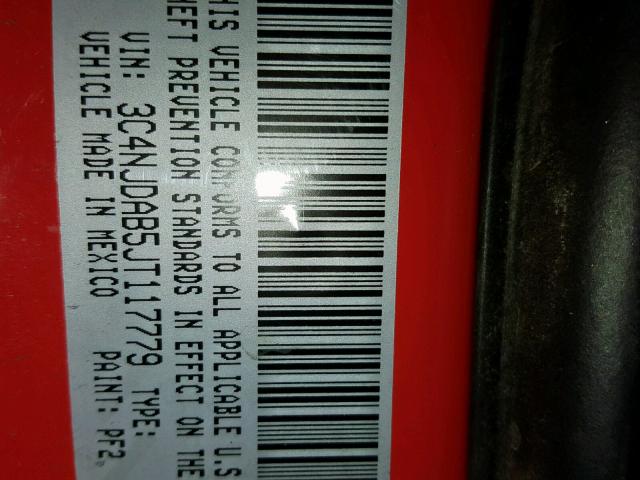 HIS VEHICLE CONFORMS TO ALL APPLICABLE U.S
HEFT PREVENTION STANDARDS IN EFFECT ON THE
VIN: 3C4NJDAB5JT117779 TYPE:
VEHICLE MADE IN MEXICO PAINT: PF2